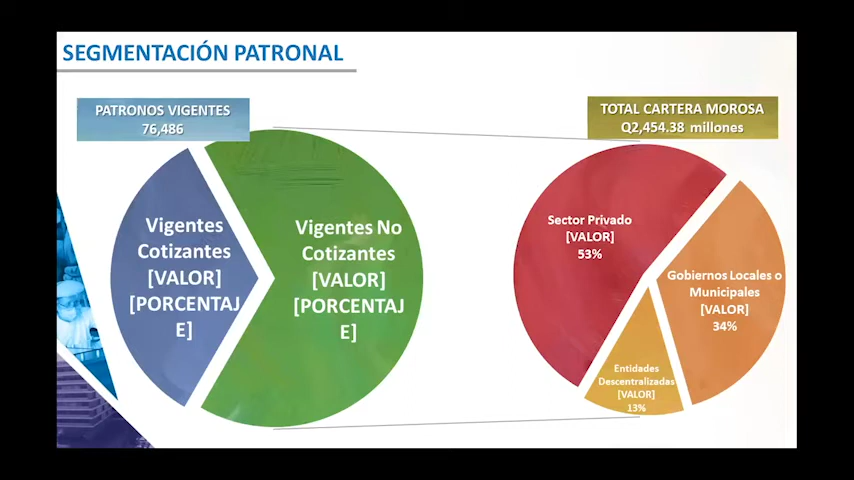 SEGMENTACIÓN PATRONAL
PATRONOS VIGENTES
76,486
Vigentes
Cotizantes
[VALOR]
[PORCENTAJ
E]
Vigentes No
Cotizantes
[VALOR]
[PORCENTAJ
E]
TOTAL CARTERA MOROSA
Q2,454.38 millones
Sector Privado
[VALOR]
53%
Gobiernos Locales o
Municipales
[VALOR]
34%
Entidades
Descentralizadas
[VALOR]
13%